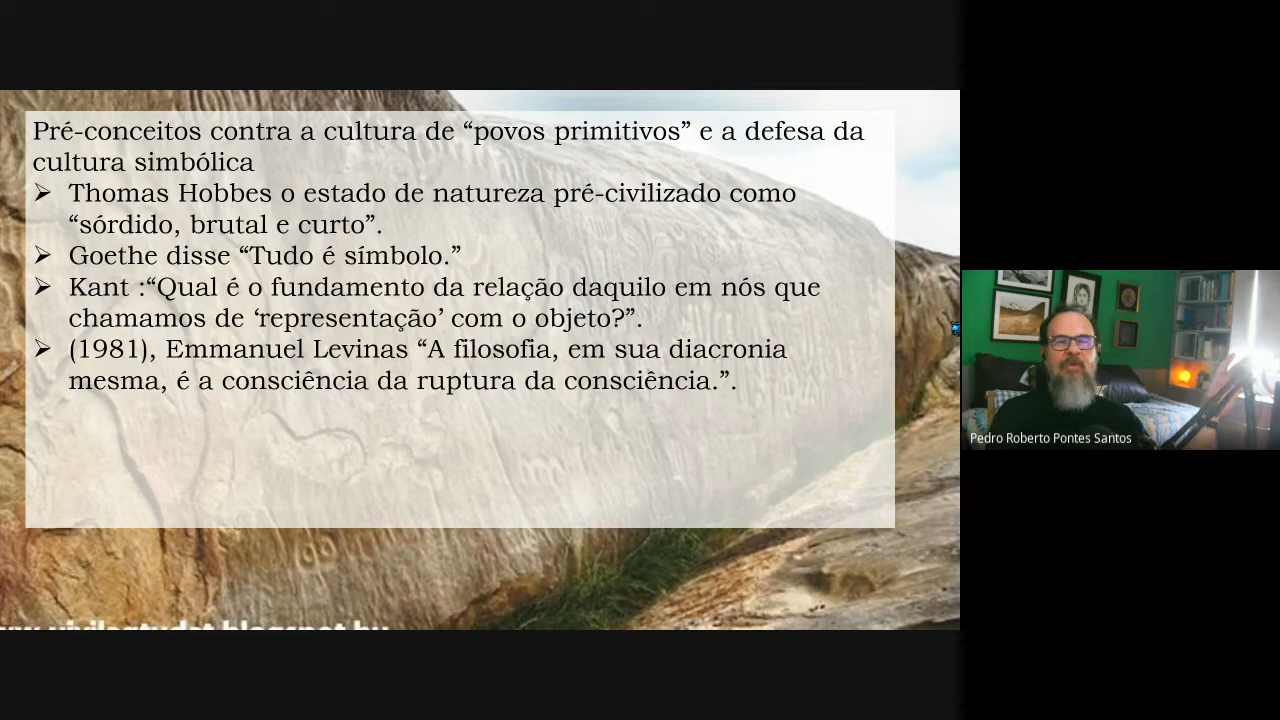 Pré-conceitos contra a cultura de “povos primitivos” e a defesa da
cultura simbólica
➢ Thomas Hobbes o estado de natureza pré-civilizado como
“sórdido, brutal e curto”.
➢ Goethe disse “Tudo é símbolo.”
➢ Kant :“Qual é o fundamento da relação daquilo em nós que
chamamos de ‘representação’ com o objeto?”.
➢ (1981), Emmanuel Levinas “A filosofia, em sua diacronia
mesma, é a consciência da ruptura da consciência.”.
Pedro Roberto Pontes Santos